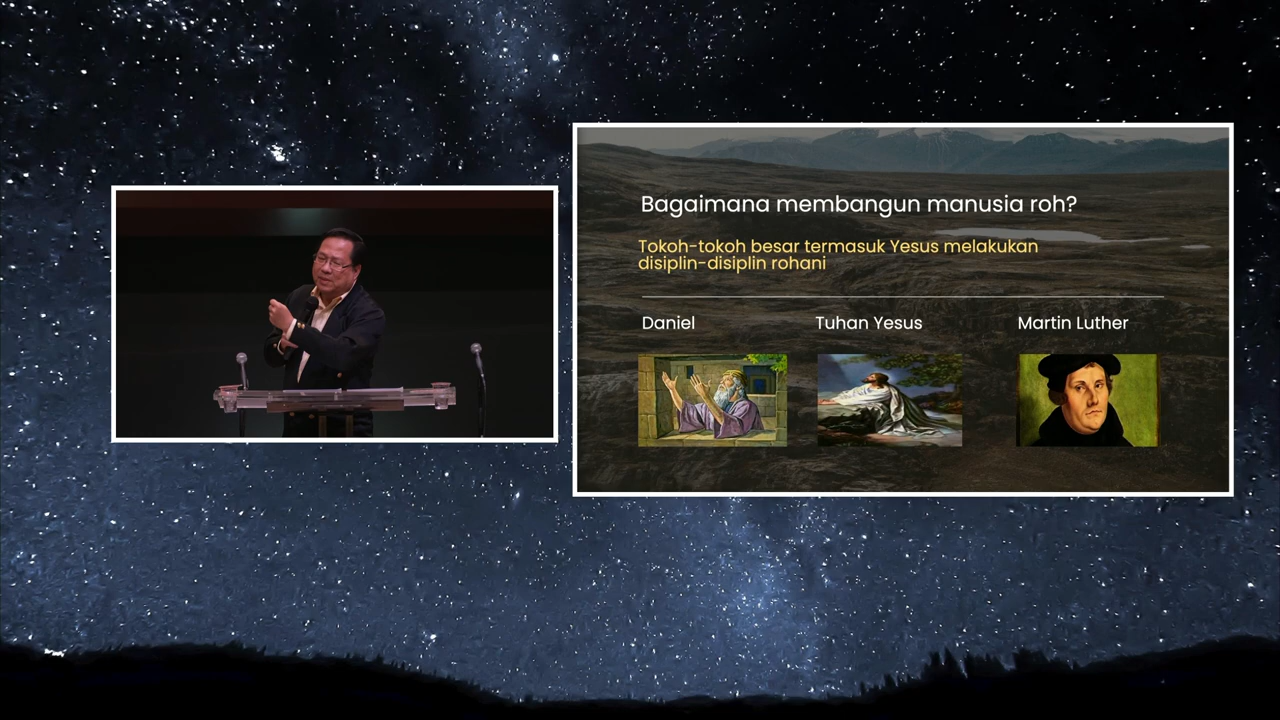 Bagaimana membangun manusia roh?
Tokoh-tokoh besar termasuk Yesus melakukan
disiplin-disiplin rohani
Daniel
Tuhan Yesus
Martin Luther